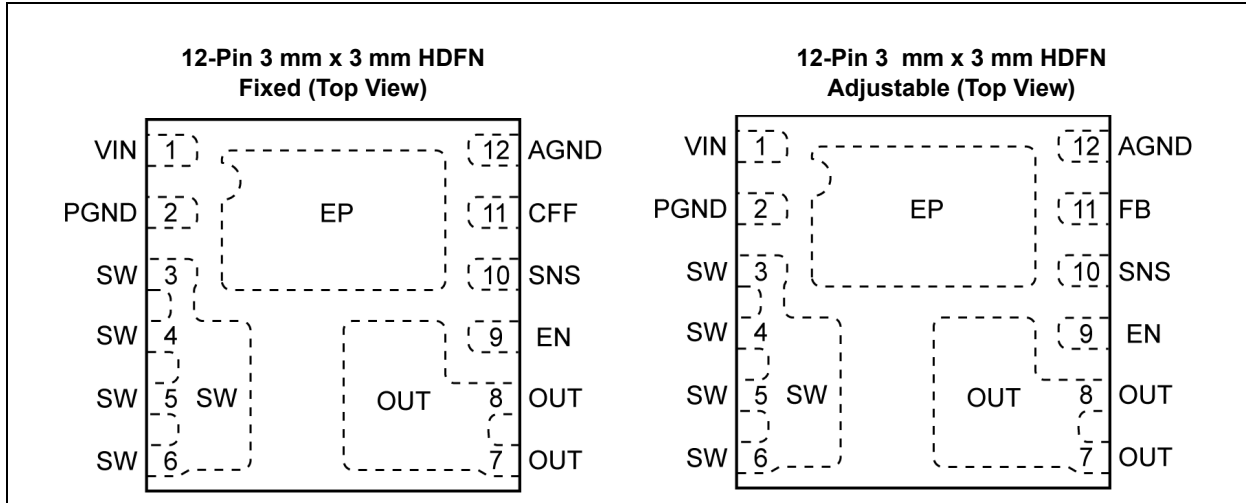 12-Pin 3 mm x 3 mm HDFN
Fixed (Top View)
VIN 1 12 AGND
PGND 2 EP 11 CFF
SW 3 10 SNS
SW 4 9 EN
SW 5 SW OUT 8 OUT
SW 6 7 OUT
12-Pin 3 mm x 3 mm HDFN
Adjustable (Top View)
VIN 1 12 AGND
PGND 2 EP 11 FB
SW 3 10 SNS
SW 4 9 EN
SW 5 SW OUT 8 OUT
SW 6 7 OUT